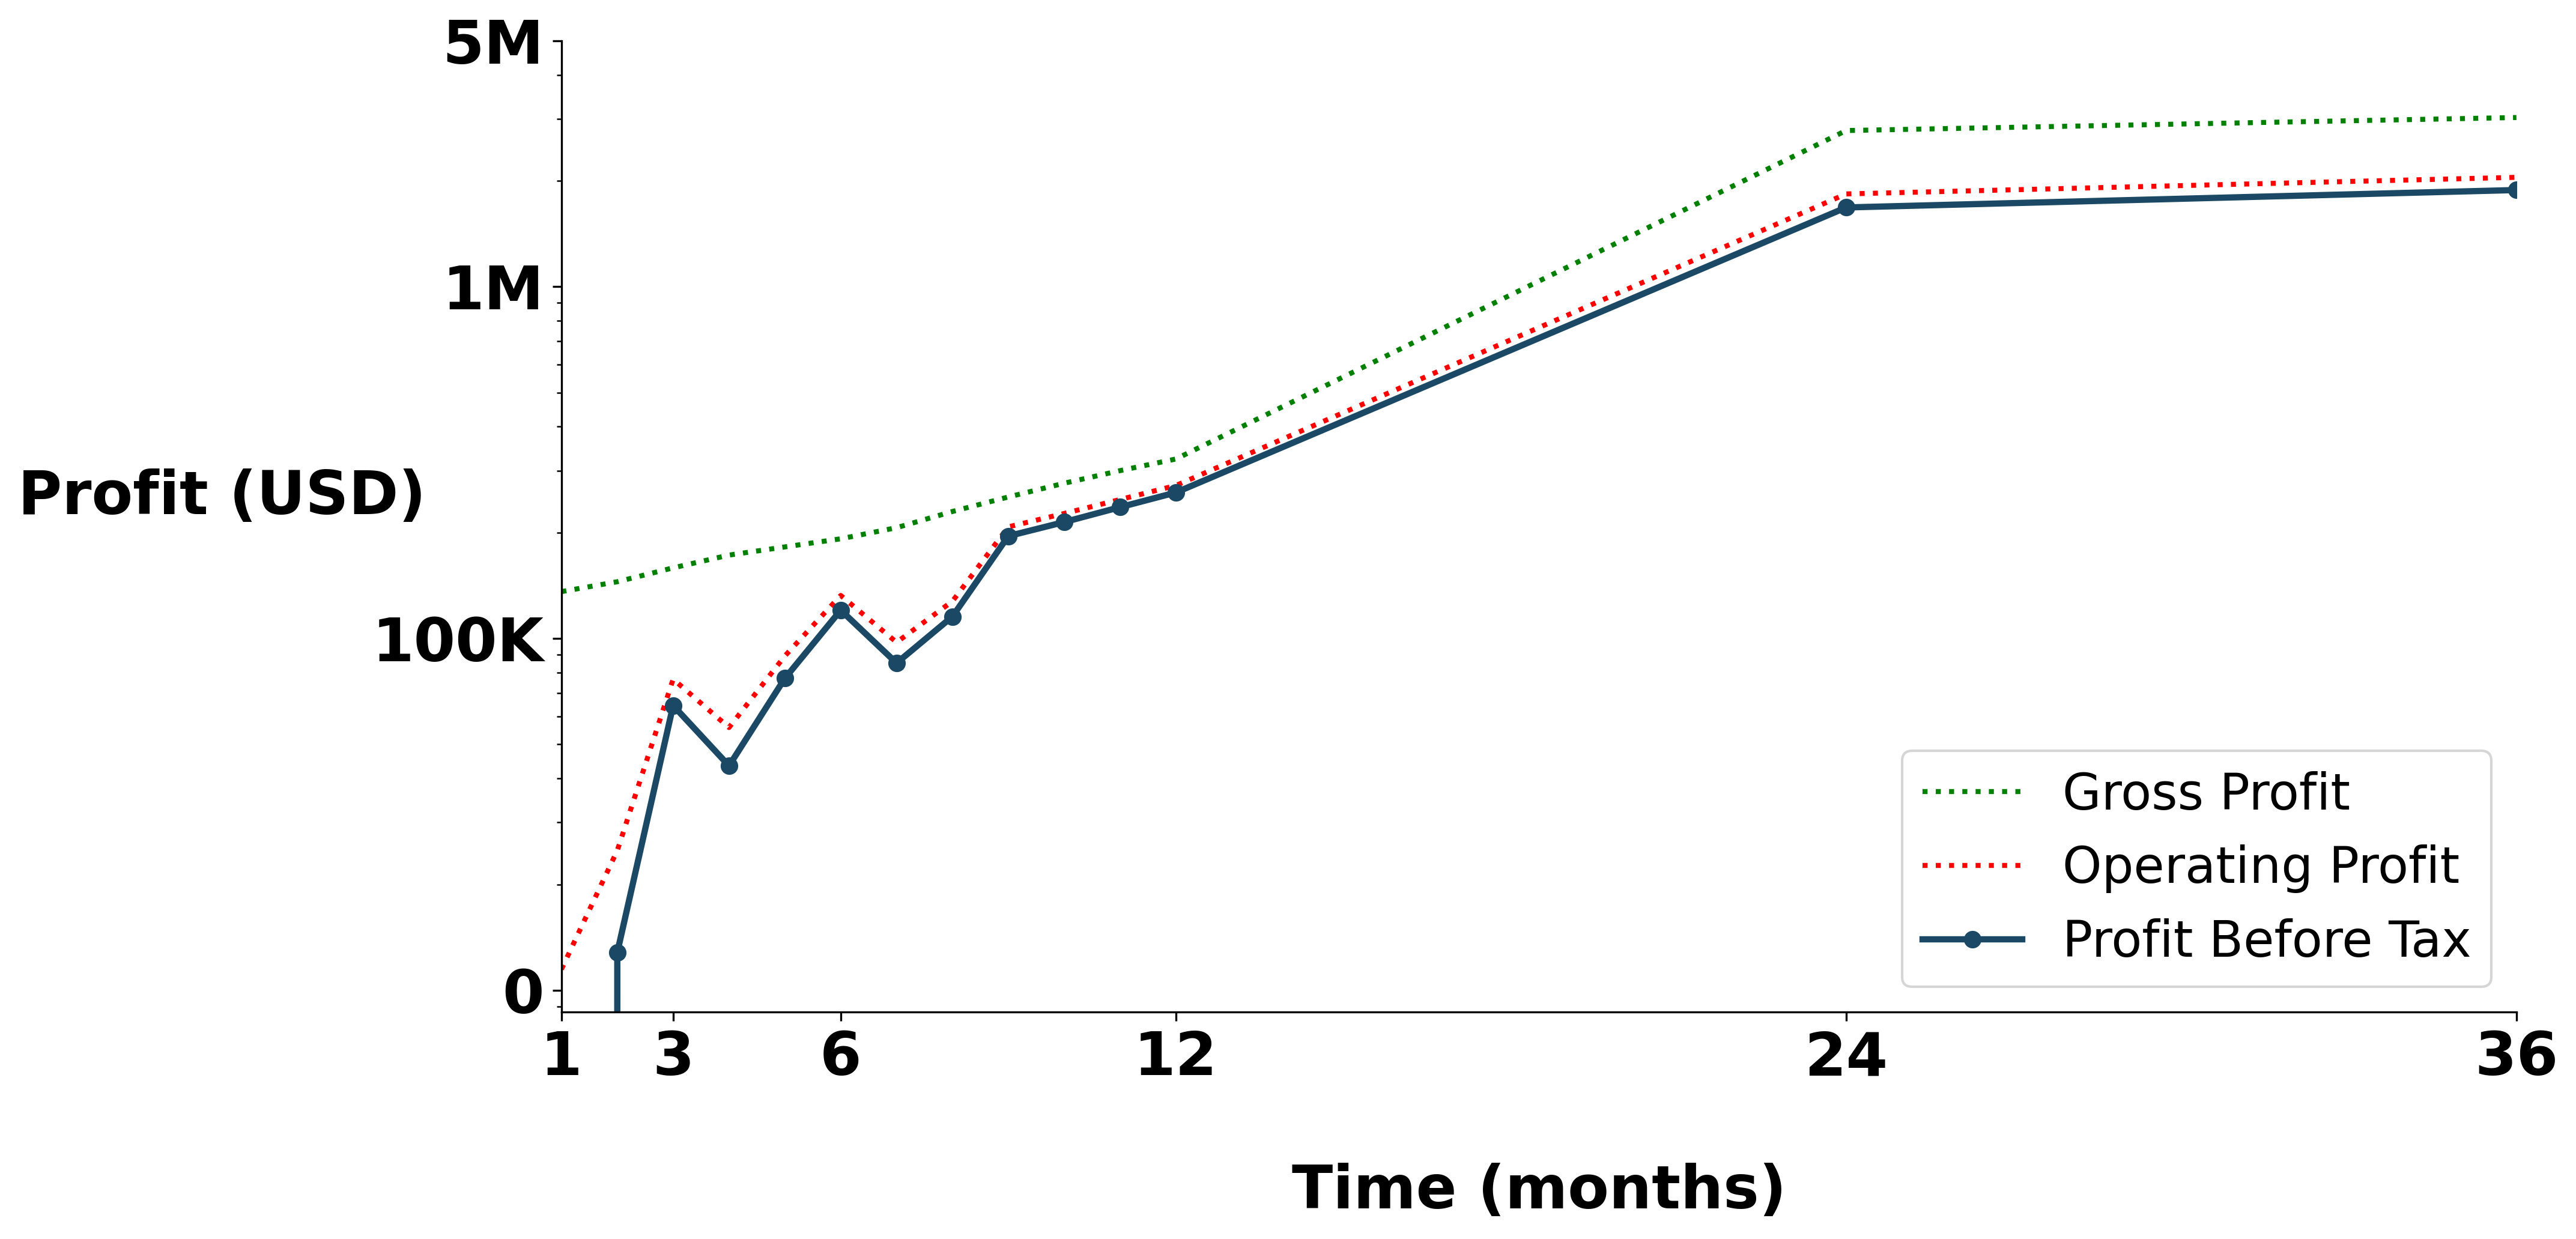 5M
1M
Profit (USD)
100K
0
Gross Profit
Operating Profit
Profit Before Tax
1 3 6 12 24 36
Time (months)